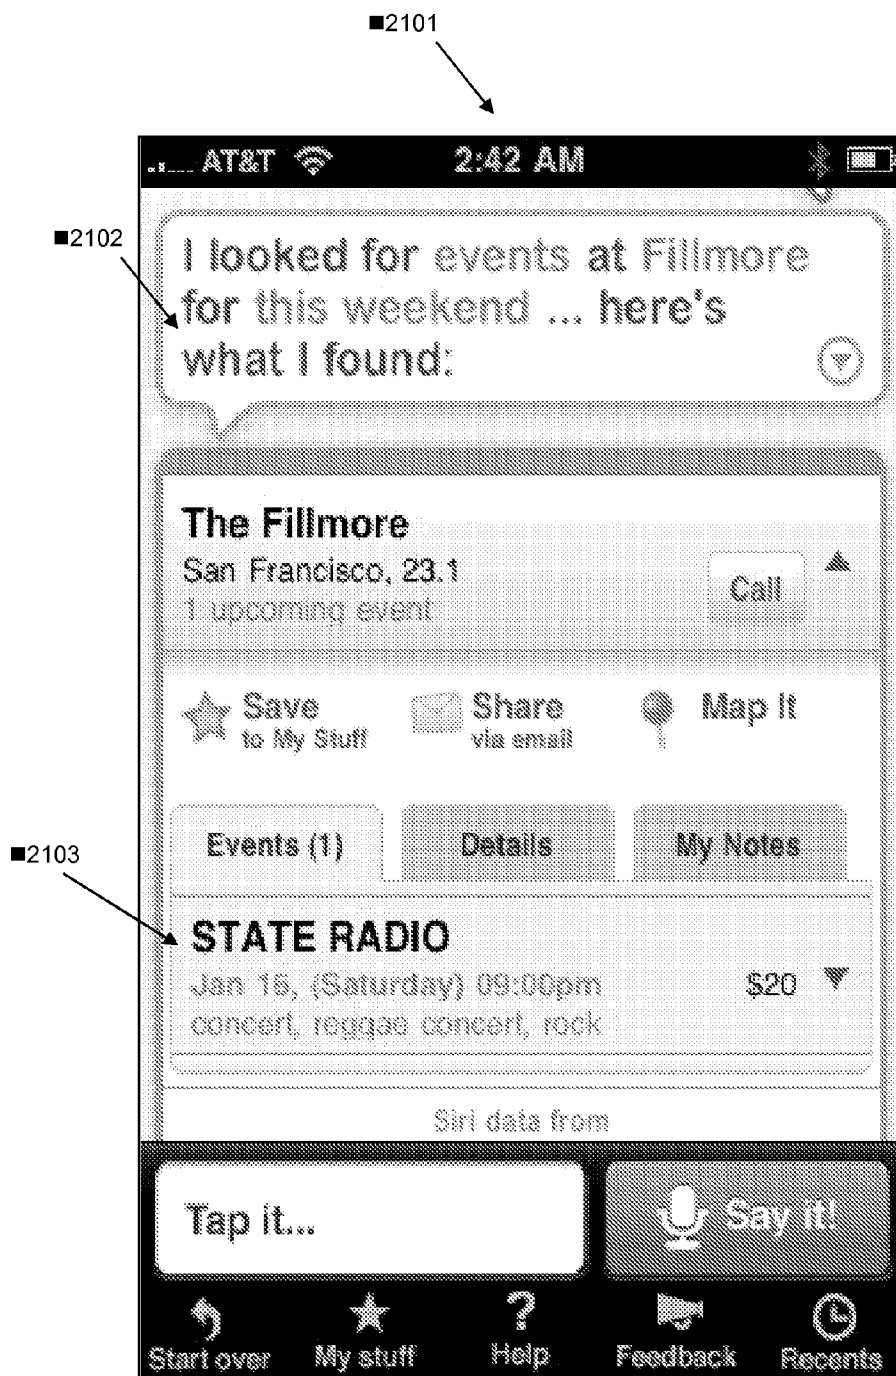 ■2101
AT&T 2:42 AM
■2102
I looked for events at Fillmore
for this weekend ... here's
what I found:
The Fillmore
San Francisco, 23.1
1 upcoming event
Call
Save
to My Stuff
Share
via email
Map It
■2103
Events (1) Details My Notes
STATE RADIO
Jan 16, (Saturday) 09:00pm
concert, reggae concert, rock
$20
Siri data from
Tap it...
Say it!
Start over My stuff Help Feedback Recents